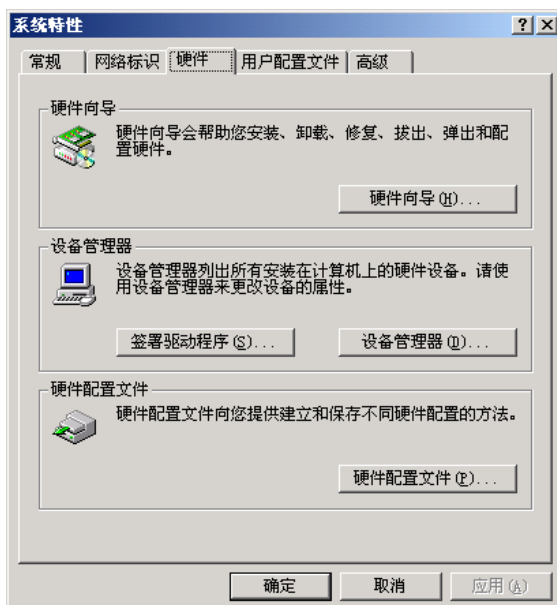 系统特性
常规 网络标识 硬件 用户配置文件 高级
硬件向导
硬件向导会帮助您安装、卸载、修复、拔出、弹出和配
置硬件。
硬件向导(H)...
设备管理器
设备管理器列出所有安装在计算机上的硬件设备。请使
用设备管理器来更改设备的属性。
签署驱动程序(S)... 设备管理器(D)...
硬件配置文件
硬件配置文件向您提供建立和保存不同硬件配置的方法。
硬件配置文件(P)...
确定 取消 应用(A)